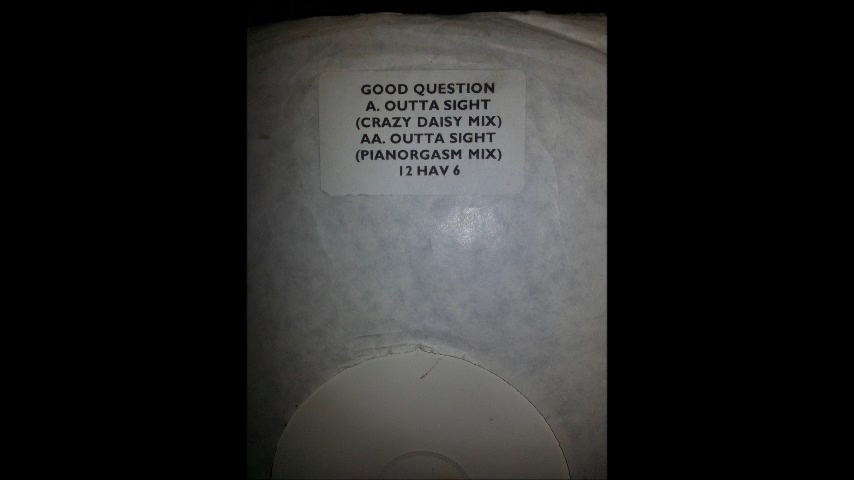 GOOD QUESTION
A. OUTTA SIGHT
(CRAZY DAISY MIX)
AA. OUTTA SIGHT
(PIANORGASM MIX)
12 HAV 6